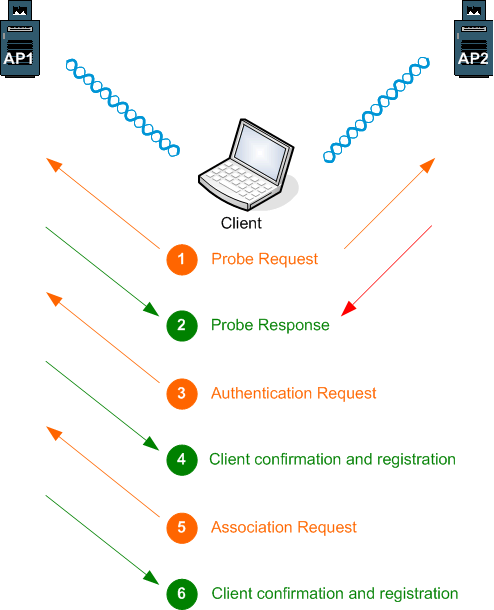 AP1
AP2
Client
1 Probe Request
2 Probe Response
3 Authentication Request
4 Client confirmation and registration
5 Association Request
6 Client confirmation and registration